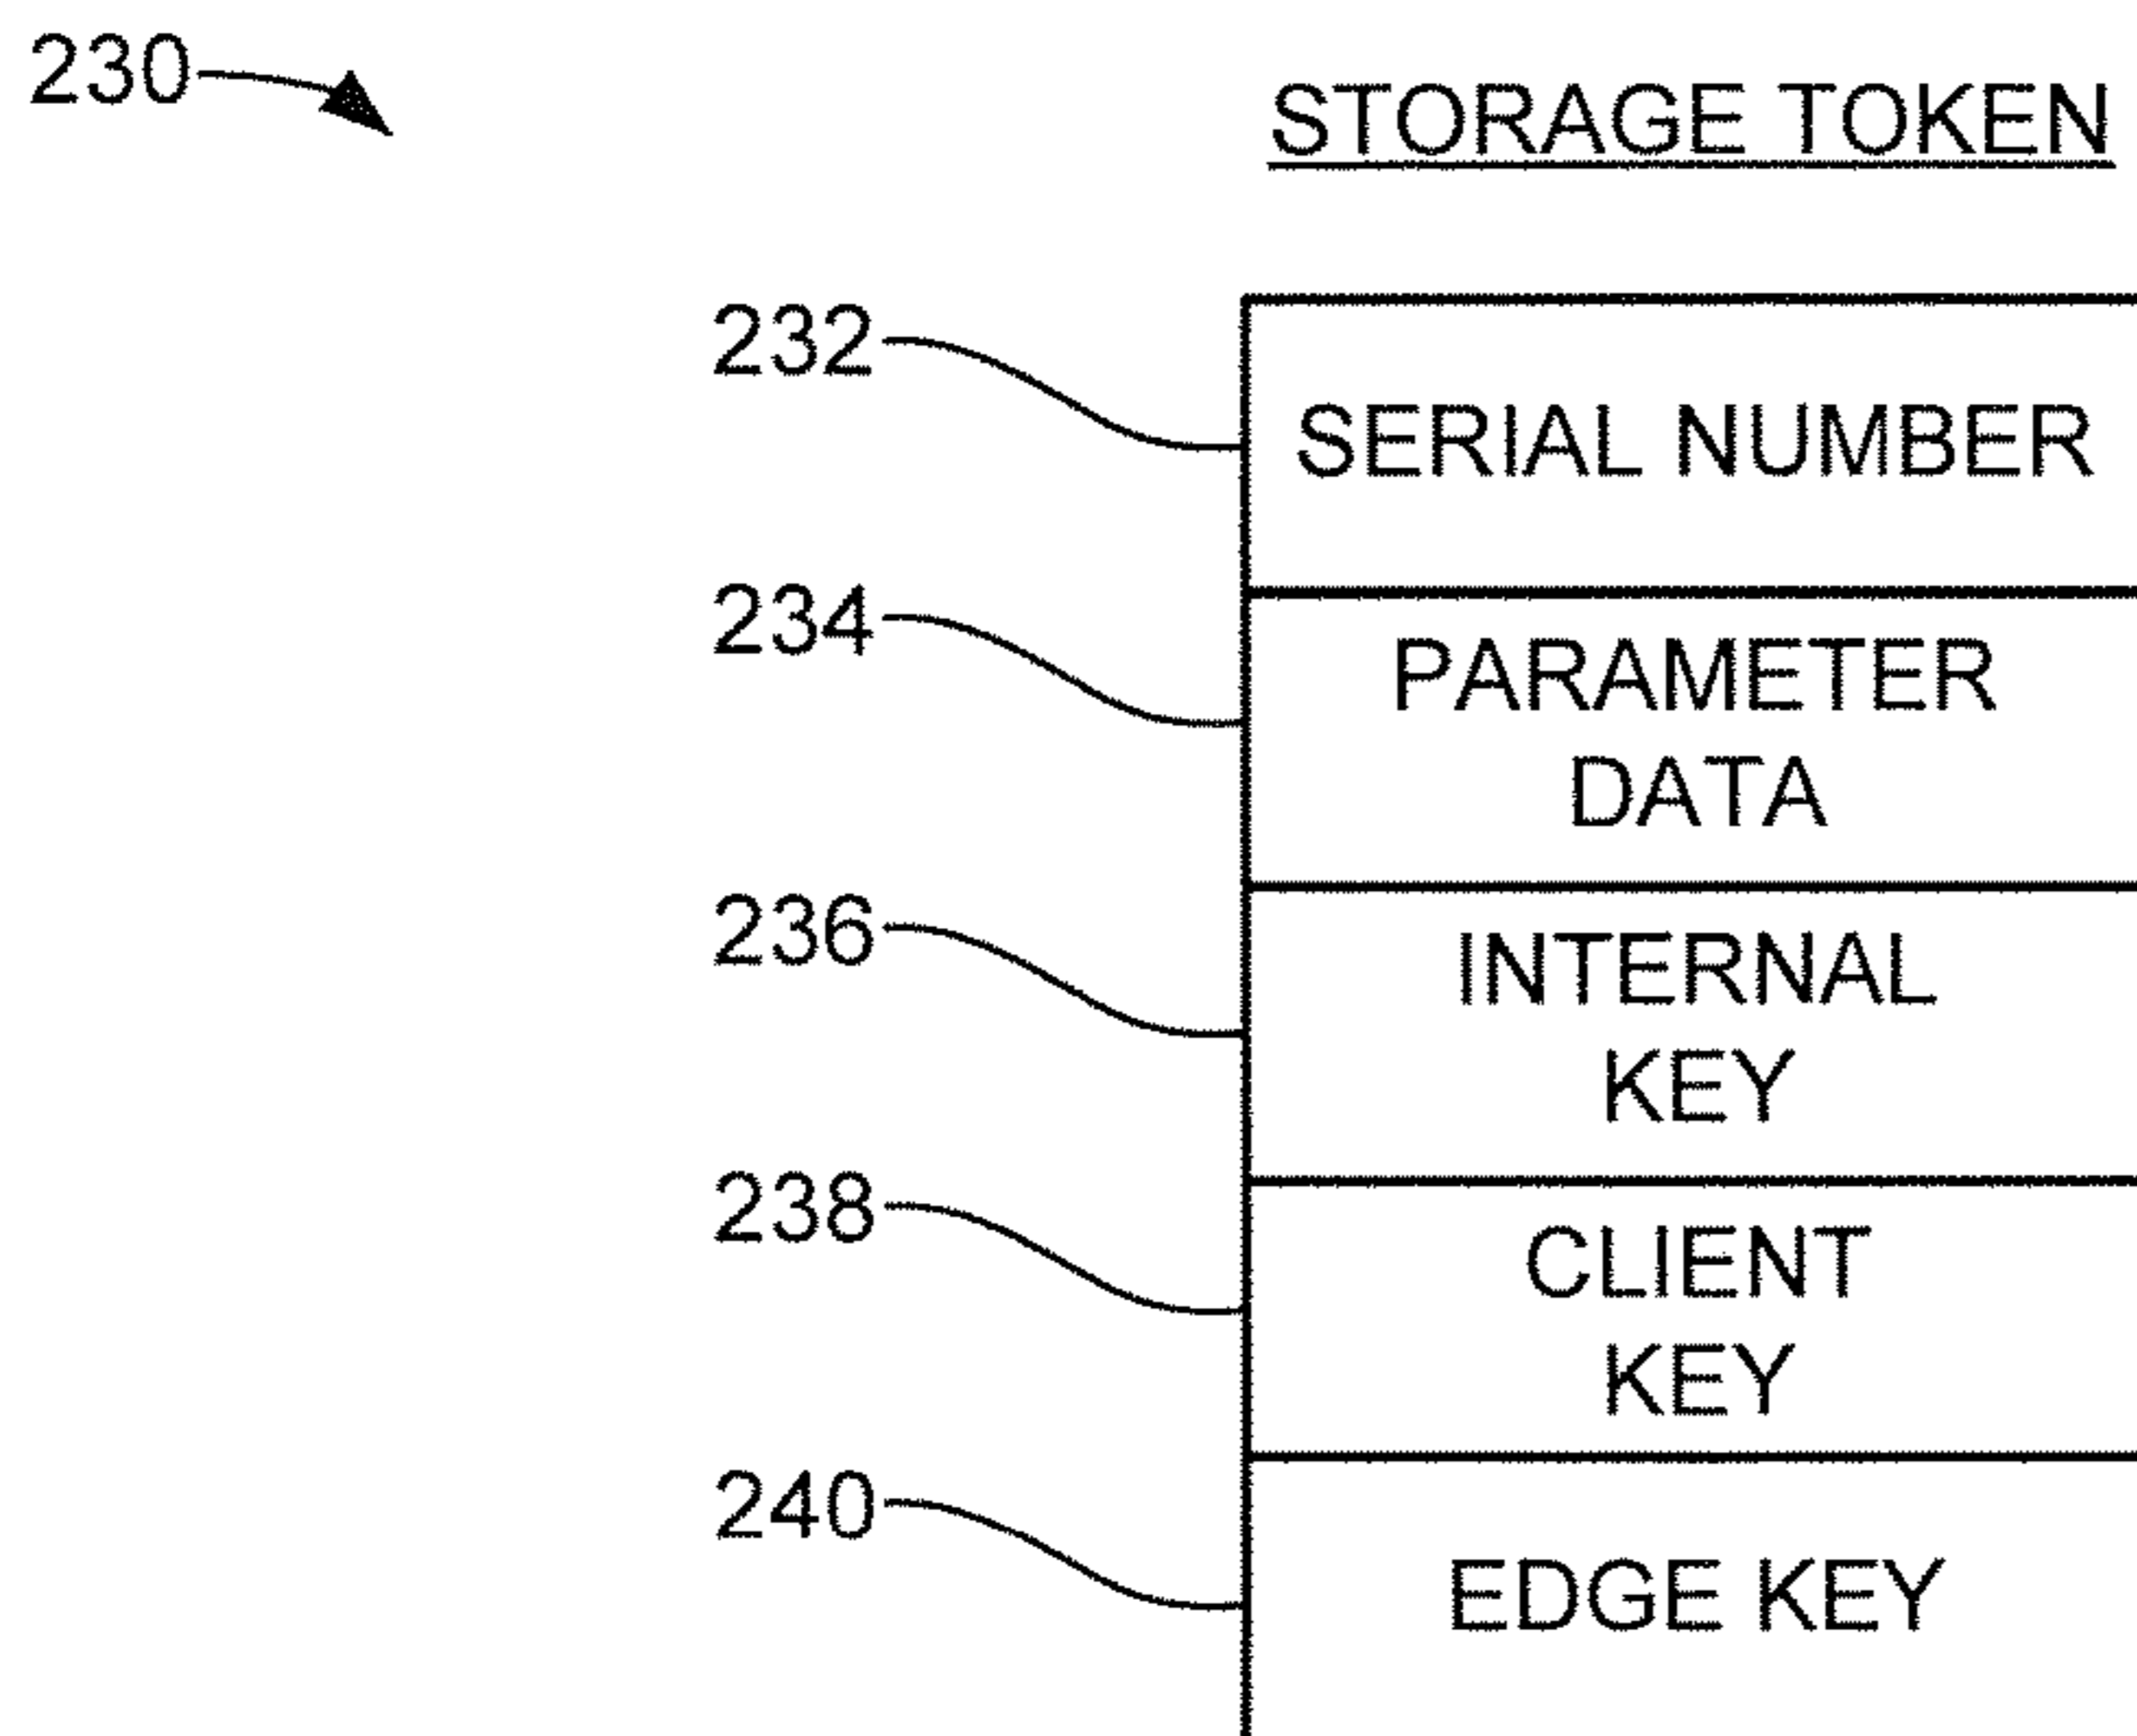 230
STORAGE TOKEN
232
SERIAL NUMBER
234
PARAMETER
DATA
236
INTERNAL
KEY
238
CLIENT
KEY
240
EDGE KEY